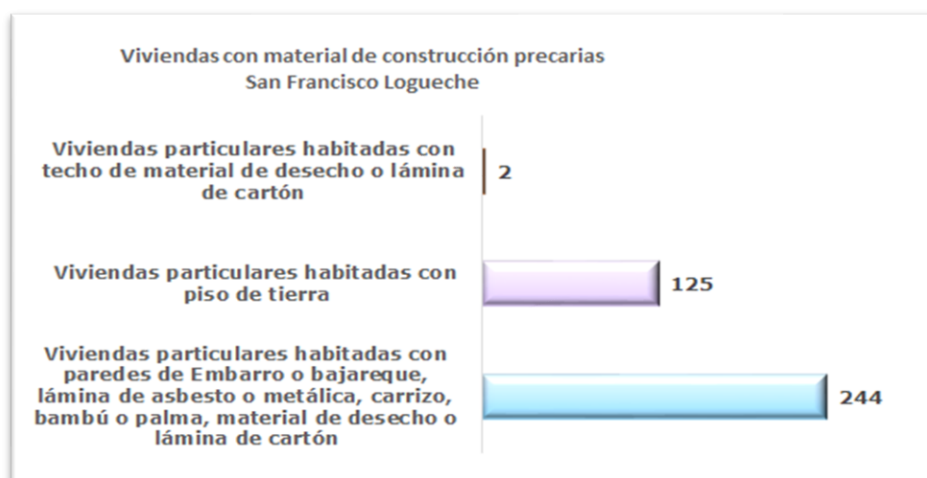 Viviendas con material de construcción precarias
San Francisco Logueche
Viviendas particulares habitadas con
techo de material de desecho o lámina
de cartón
2
Viviendas particulares habitadas con
piso de tierra
125
Viviendas particulares habitadas con
paredes de Embarro o bajareque,
lámina de asbesto o metálica, carrizo,
bambú o palma, material de desecho o
lámina de cartón
244